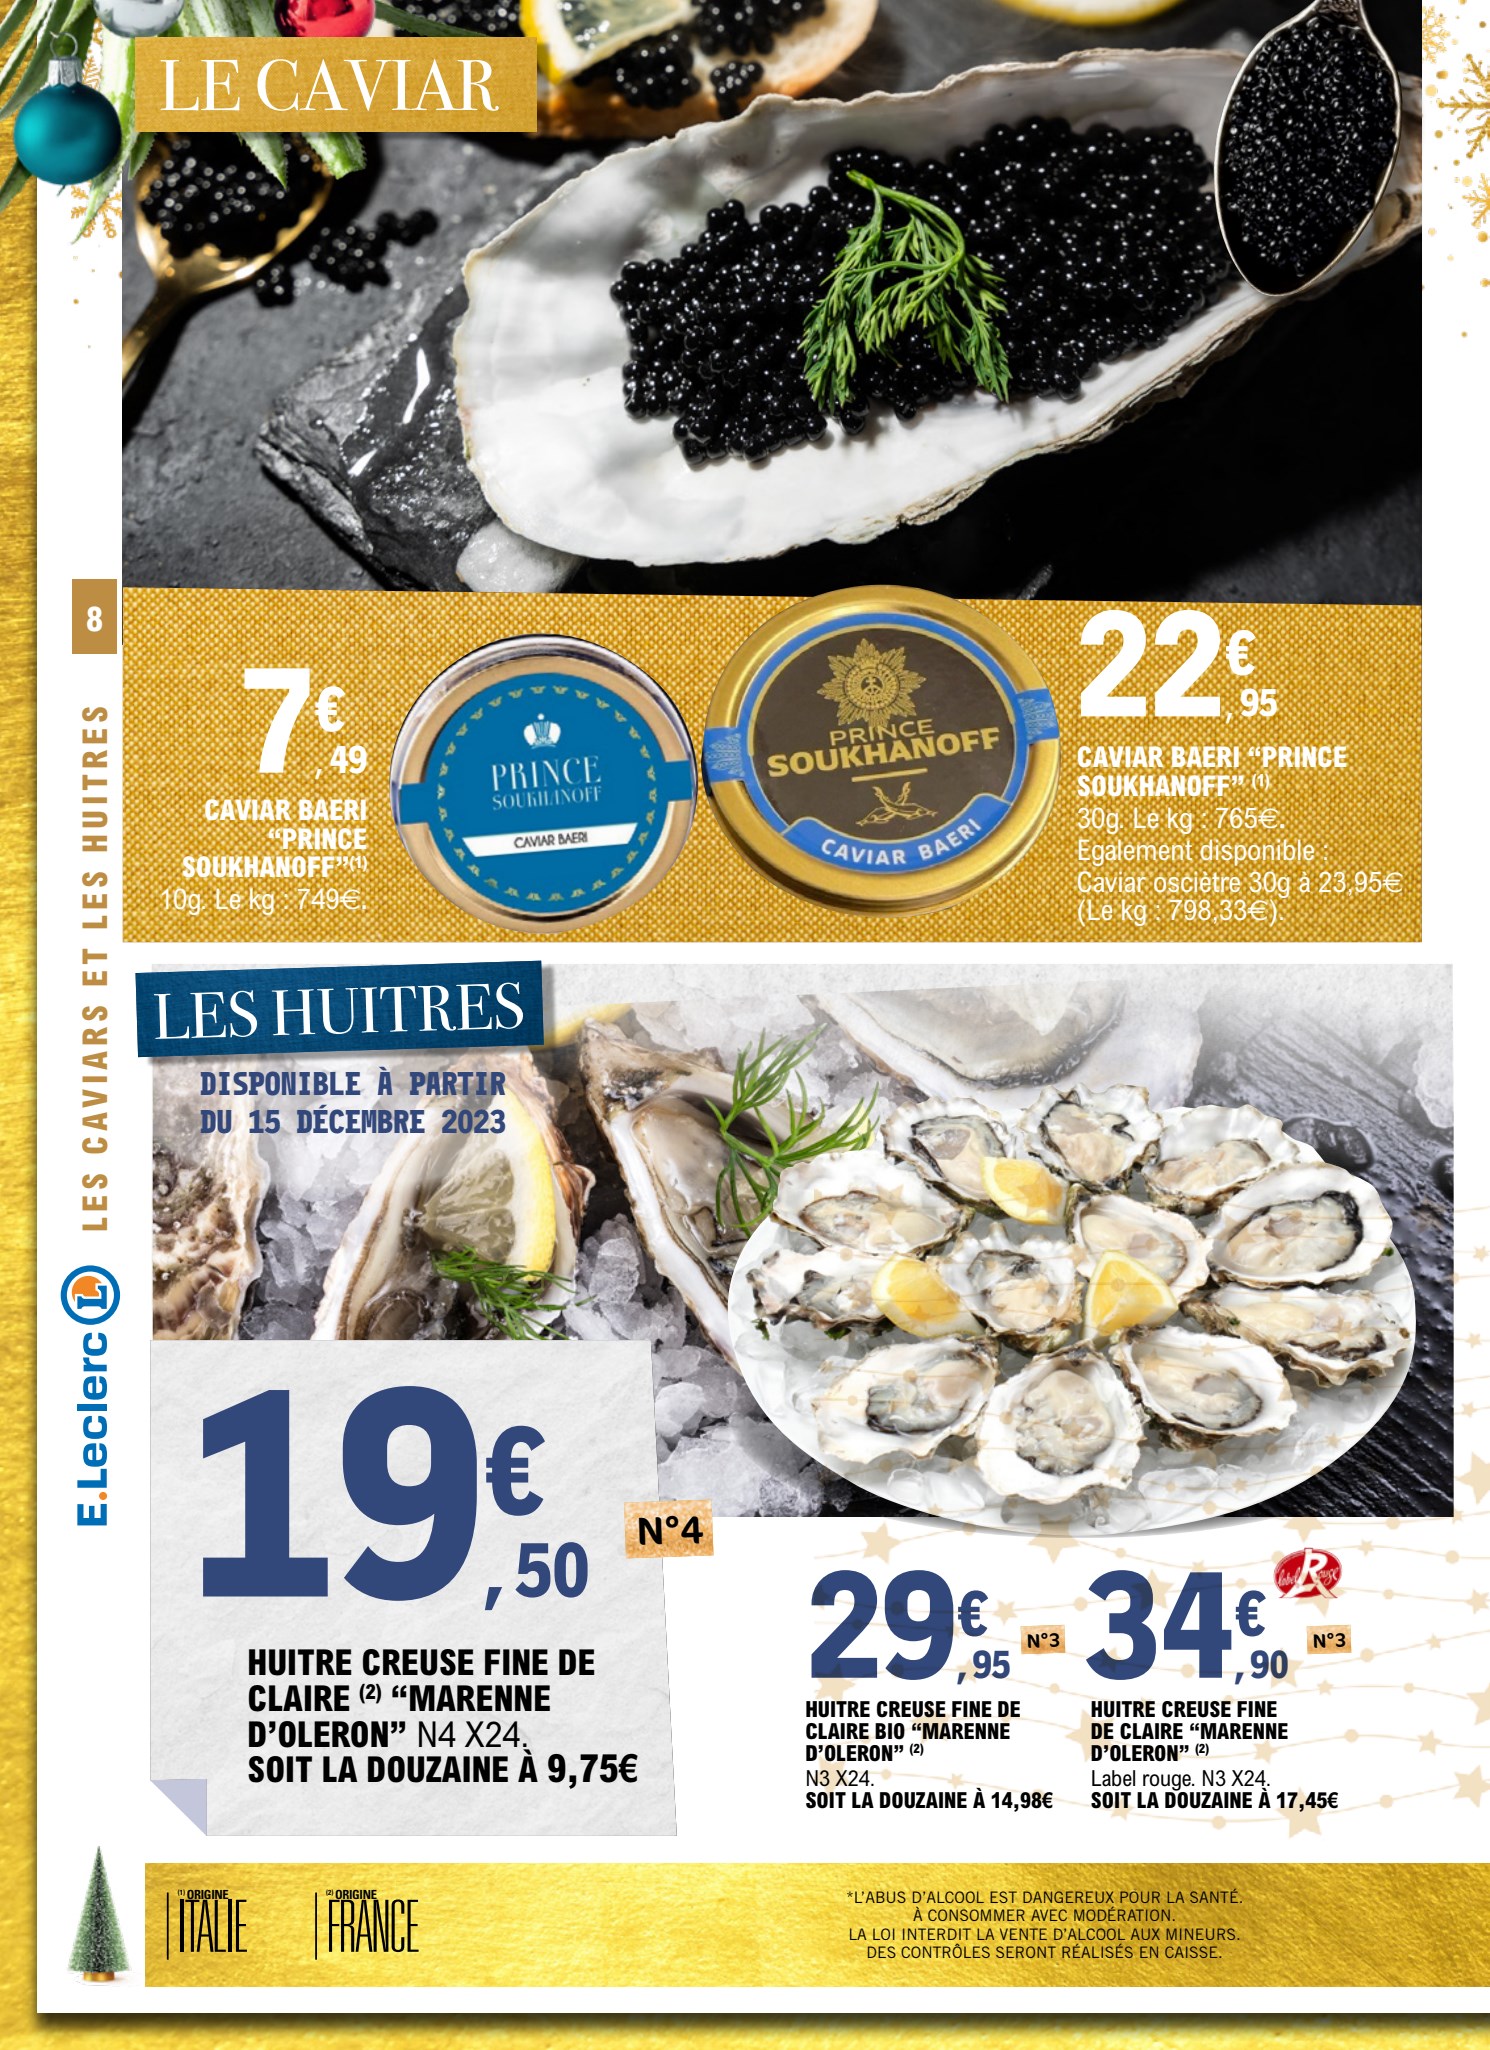 LE CAVIAR
8
LES CAVIARS ET LES HUITRES
E.Leclerc L
7€,49
CAVIAR BAERI
“PRINCE
SOUKHANOFF”(1)
10g. Le kg : 749€.
PRINCE
SOUKHANOFF
CAVIAR BAERI
PRINCE
SOUKHANOFF
CAVIAR BAERI
22€,95
CAVIAR BAERI “PRINCE
SOUKHANOFF” (1)
30g. Le kg : 765€.
Egalement disponible :
Caviar osciètre 30g à 23,95€
(Le kg : 798,33€).
LES HUITRES
DISPONIBLE À PARTIR
DU 15 DÉCEMBRE 2023
19€,50
N°4
HUITRE CREUSE FINE DE
CLAIRE (2) “MARENNE
D’OLERON” N4 X24.
SOIT LA DOUZAINE À 9,75€
29€,95
N°3
HUITRE CREUSE FINE DE
CLAIRE BIO “MARENNE
D’OLERON” (2)
N3 X24.
SOIT LA DOUZAINE À 14,98€
Label Rouge
34€,90
N°3
HUITRE CREUSE FINE
DE CLAIRE “MARENNE
D’OLERON” (2)
Label rouge. N3 X24.
SOIT LA DOUZAINE À 17,45€
(1) ORIGINE
ITALIE
(2) ORIGINE
FRANCE
*L’ABUS D’ALCOOL EST DANGEREUX POUR LA SANTÉ.
À CONSOMMER AVEC MODÉRATION.
LA LOI INTERDIT LA VENTE D’ALCOOL AUX MINEURS.
DES CONTRÔLES SERONT RÉALISÉS EN CAISSE.